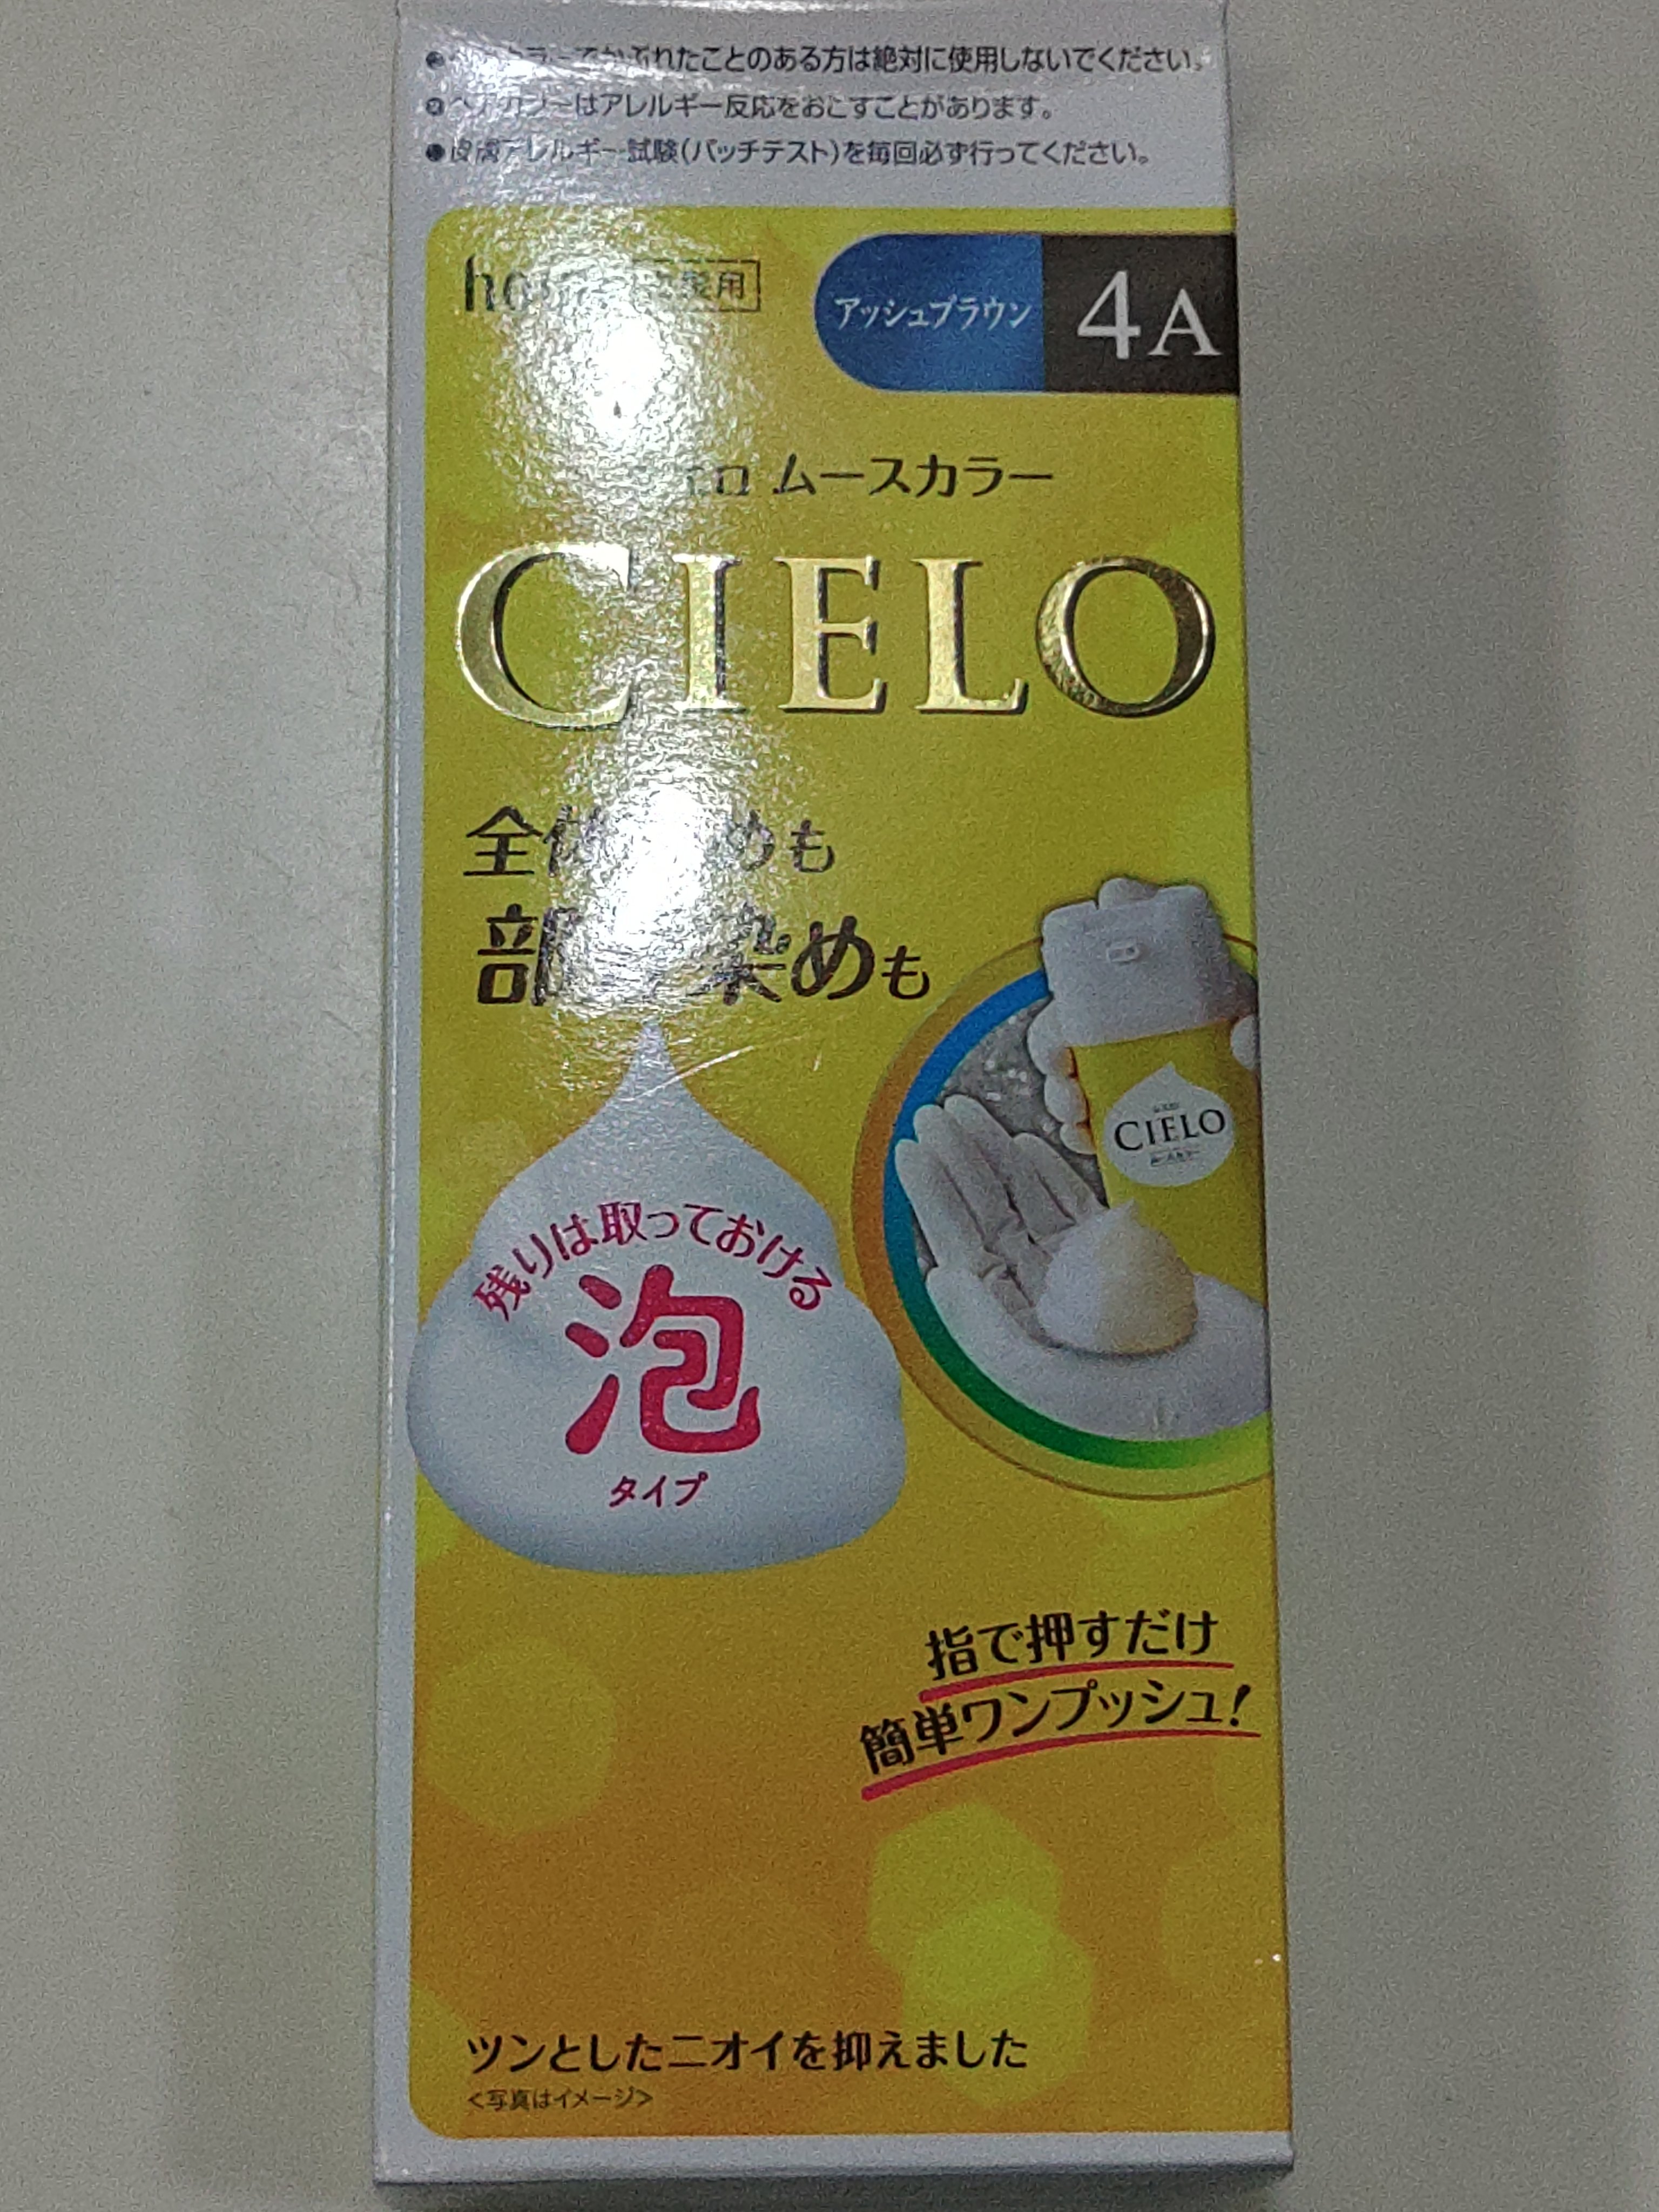 カラーでかぶれたことのある方は絶対に使用しないでください。
ヘアカラーはアレルギー反応をおこすことがあります。
●皮膚アレルギー試験(パッチテスト)を毎回必ず行ってください。
アッシュブラウン 4A
ムースカラー
CIELO
全体 めも
部 染めも
CIELO
残りは取っておける
泡
タイプ
指で押すだけ
簡単ワンプッシュ!
ツンとしたニオイを抑えました
<写真はイメージ>